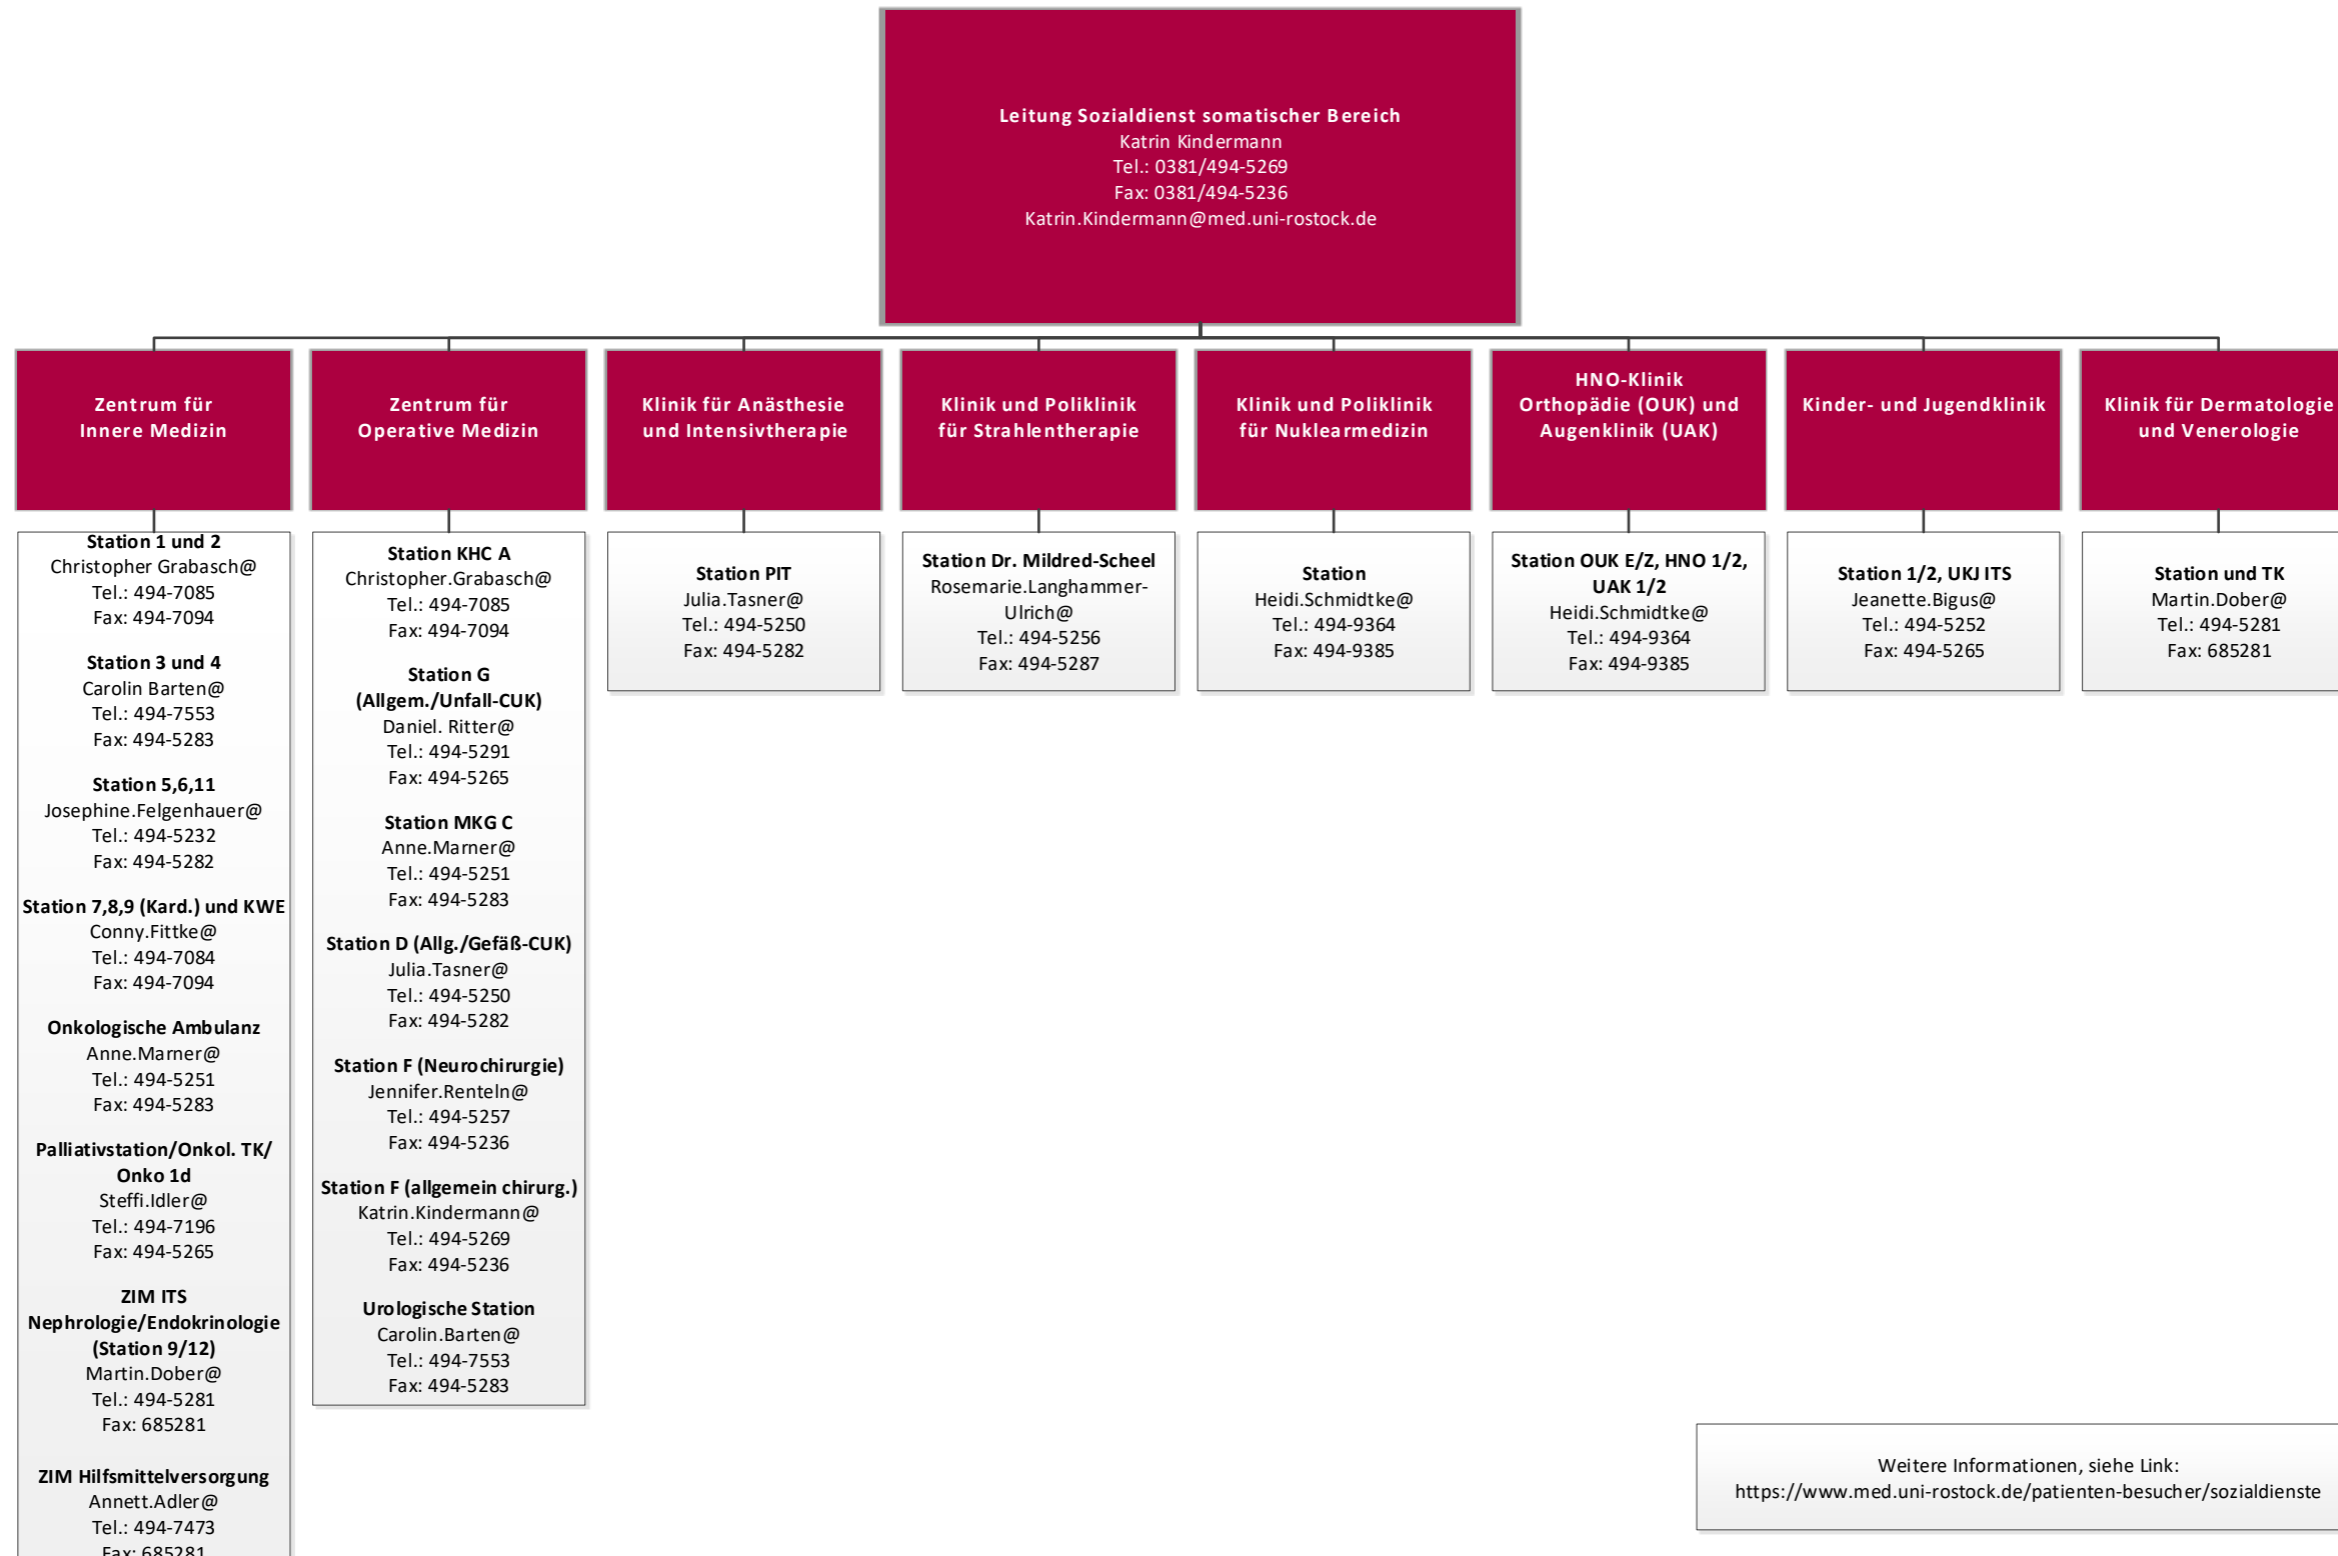 Leitung Sozialdienst somatischer Bereich
Katrin Kindermann
Tel.: 0381/494-5269
Fax: 0381/494-5236
Katrin.Kindermann@med.uni-rostock.de
Zentrum für
Innere Medizin
Zentrum für
Operative Medizin
Klinik für Anästhesie
und Intensivtherapie
Klinik und Poliklinik
für Strahlentherapie
Klinik und Poliklinik
für Nuklearmedizin
HNO-Klinik
Orthopädie (OUK) und
Augenklinik (UAK)
Kinder- und Jugendklinik
Klinik für Dermatologie
und Venerologie
Station 1 und 2
Christopher Grabasch@
Tel.: 494-7085
Fax: 494-7094
Station 3 und 4
Carolin Barten@
Tel.: 494-7553
Fax: 494-5283
Station 5,6,11
Josephine.Felgenhauer@
Tel.: 494-5232
Fax: 494-5282
Station 7,8,9 (Kard.) und KWE
Conny.Fittke@
Tel.: 494-7084
Fax: 494-7094
Onkologische Ambulanz
Anne.Marner@
Tel.: 494-5251
Fax: 494-5283
Palliativstation/Onkol. TK/
Onko 1d
Steffi.Idler@
Tel.: 494-7196
Fax: 494-5265
ZIM ITS
Nephrologie/Endokrinologie
(Station 9/12)
Martin.Dober@
Tel.: 494-5281
Fax: 685281
ZIM Hilfsmittelversorgung
Annett.Adler@
Tel.: 494-7473
Fax: 685281
Station KHC A
Christopher.Grabasch@
Tel.: 494-7085
Fax: 494-7094
Station G
(Allgem./Unfall-CUK)
Daniel. Ritter@
Tel.: 494-5291
Fax: 494-5265
Station MKG C
Anne.Marner@
Tel.: 494-5251
Fax: 494-5283
Station D (Allg./Gefäß-CUK)
Julia.Tasner@
Tel.: 494-5250
Fax: 494-5282
Station F (Neurochirurgie)
Jennifer.Renteln@
Tel.: 494-5257
Fax: 494-5236
Station F (allgemein chirurg.)
Katrin.Kindermann@
Tel.: 494-5269
Fax: 494-5236
Urologische Station
Carolin.Barten@
Tel.: 494-7553
Fax: 494-5283
Station PIT
Julia.Tasner@
Tel.: 494-5250
Fax: 494-5282
Station Dr. Mildred-Scheel
Rosemarie.Langhammer-
Ulrich@
Tel.: 494-5256
Fax: 494-5287
Station
Heidi.Schmidtke@
Tel.: 494-9364
Fax: 494-9385
Station OUK E/Z, HNO 1/2,
UAK 1/2
Heidi.Schmidtke@
Tel.: 494-9364
Fax: 494-9385
Station 1/2, UKJ ITS
Jeanette.Bigus@
Tel.: 494-5252
Fax: 494-5265
Station und TK
Martin.Dober@
Tel.: 494-5281
Fax: 685281
Weitere Informationen, siehe Link:
https://www.med.uni-rostock.de/patienten-besucher/sozialdienste